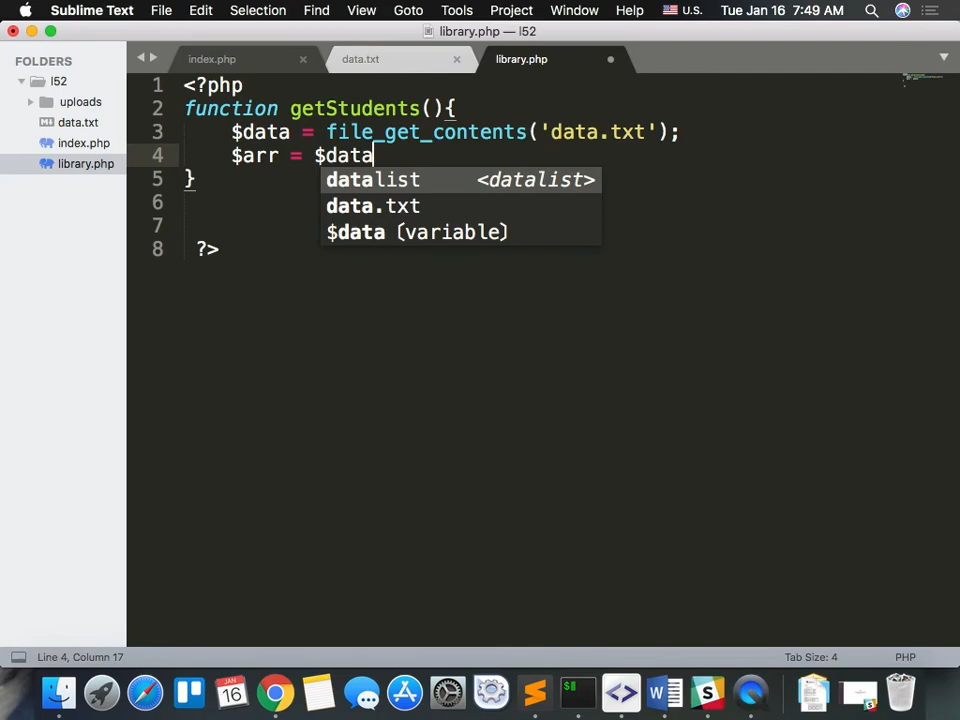 Sublime Text File Edit Selection Find View Goto Tools Project Window Help U.S. Tue Jan 16 7:49 AM
library.php — l52
FOLDERS
l52
uploads
data.txt
index.php
library.php
index.php
data.txt
library.php
1 <?php
2 function getStudents(){
3 $data = file_get_contents('data.txt');
4 $arr = $data
5 }
6
7
8 ?>
datalist <datalist>
data.txt
$data (variable)
Line 4, Column 17 Tab Size: 4 PHP
JAN
16